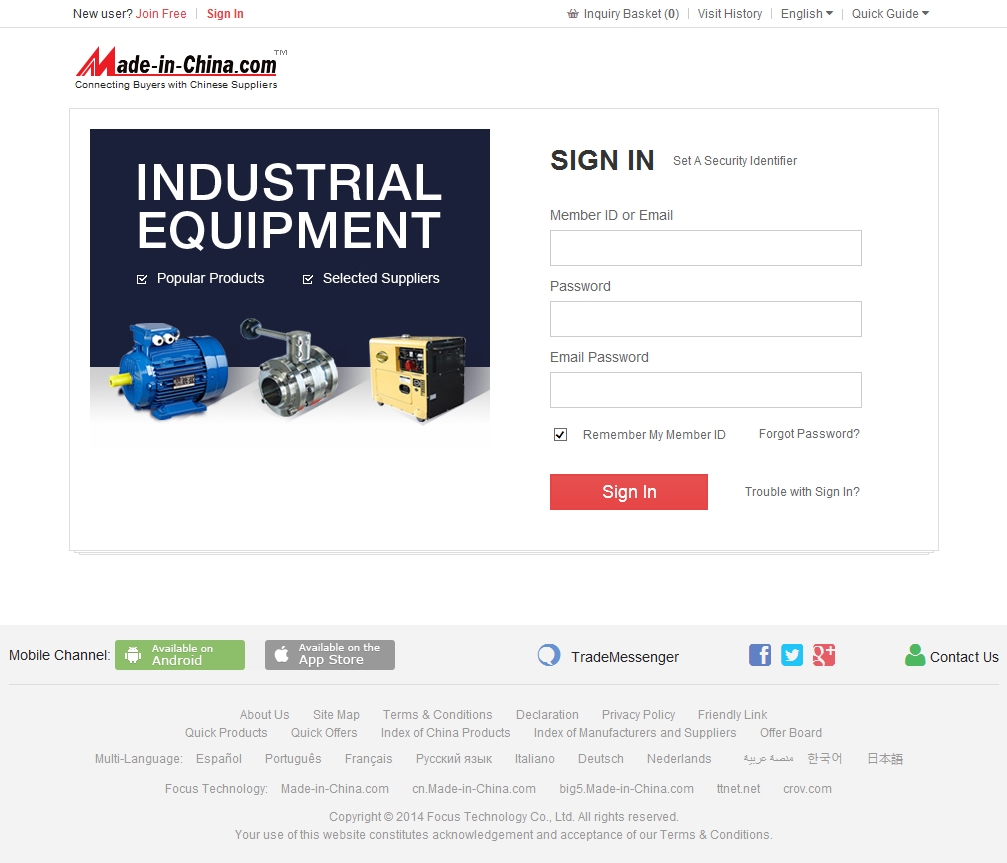 New user? Join Free | Sign In
Inquiry Basket (0) | Visit History | English | Quick Guide
Made-in-China.com™
Connecting Buyers with Chinese Suppliers
INDUSTRIAL
EQUIPMENT
Popular Products Selected Suppliers
SIGN IN Set A Security Identifier
Member ID or Email
Password
Email Password
Remember My Member ID Forgot Password?
Sign In Trouble with Sign In?
Mobile Channel: Available on Android Available on the App Store TradeMessenger Contact Us
About Us Site Map Terms & Conditions Declaration Privacy Policy Friendly Link
Quick Products Quick Offers Index of China Products Index of Manufacturers and Suppliers Offer Board
Multi-Language: Español Português Français Русский язык Italiano Deutsch Nederlands منصة عربية 한국어 日本語
Focus Technology: Made-in-China.com cn.Made-in-China.com big5.Made-in-China.com ttnet.net crov.com
Copyright © 2014 Focus Technology Co., Ltd. All rights reserved.
Your use of this website constitutes acknowledgement and acceptance of our Terms & Conditions.